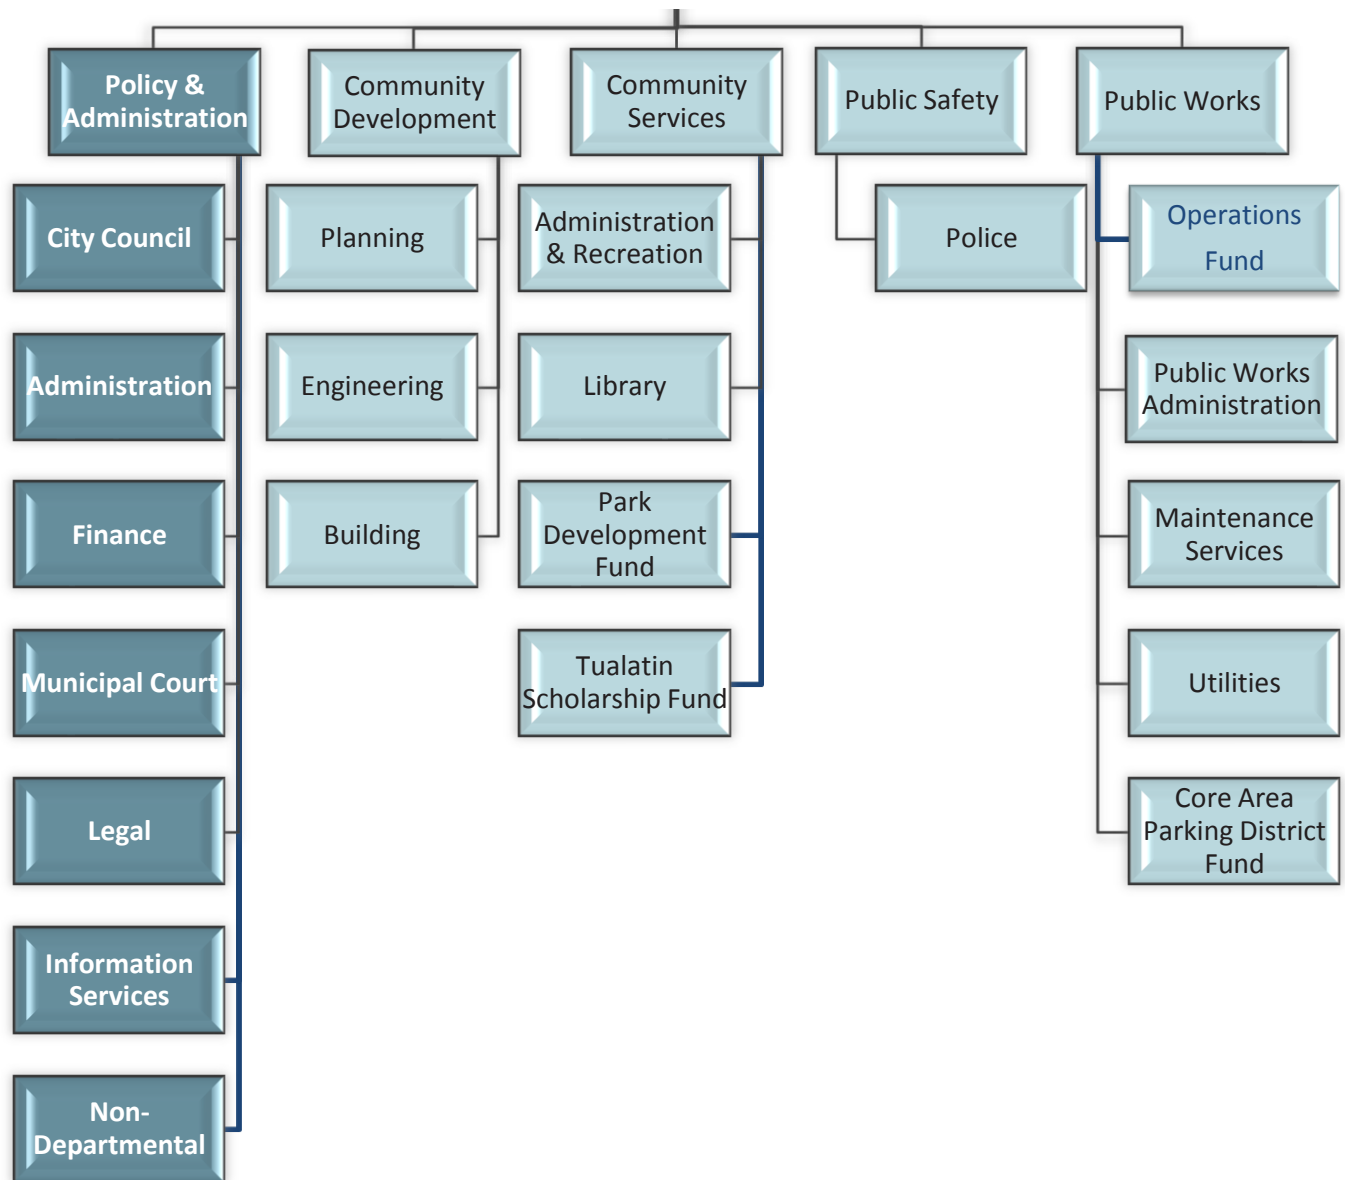 Policy &
Administration
Community
Development
Community
Services
Public Safety
Public Works
City Council
Administration
Finance
Municipal Court
Legal
Information
Services
Non-
Departmental
Planning
Engineering
Building
Administration
& Recreation
Library
Park
Development
Fund
Tualatin
Scholarship Fund
Police
Operations
Fund
Public Works
Administration
Maintenance
Services
Utilities
Core Area
Parking District
Fund